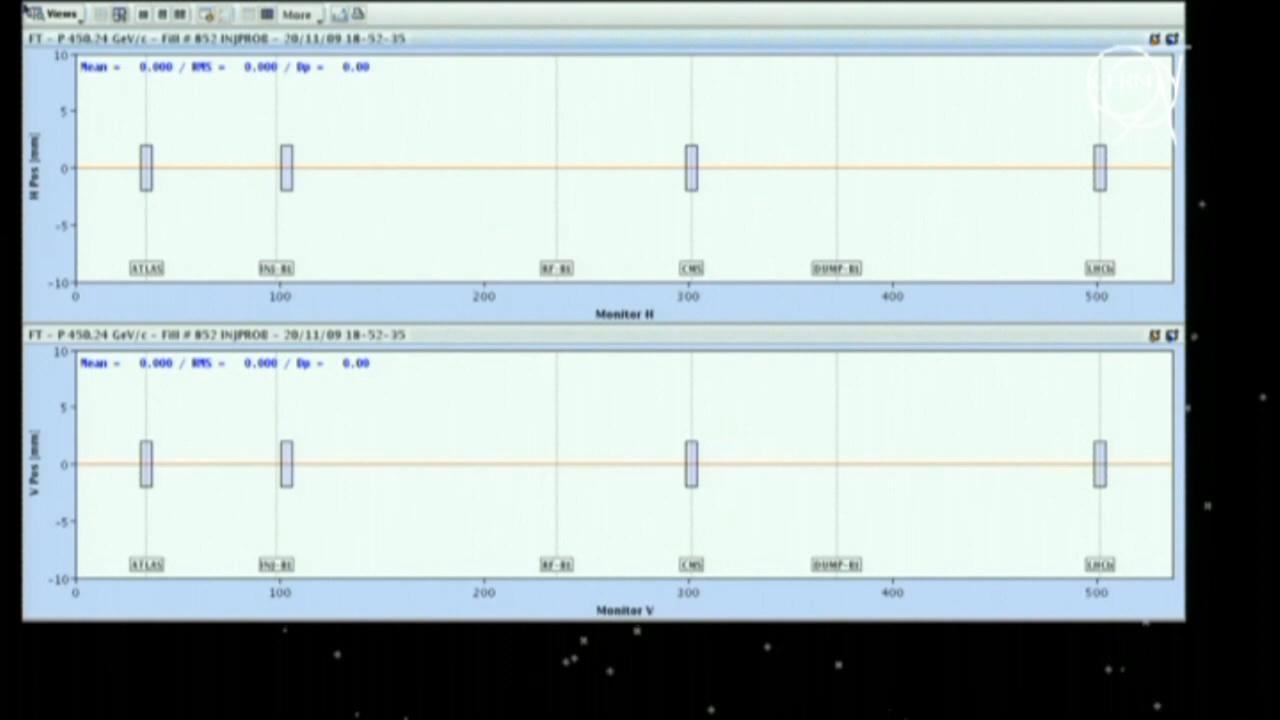 Views More
FT - P 450.24 GeV/c - Fill # 852 INJPROB - 20/11/09 18-52-35
CERN
Mean = 0.000 / RMS = 0.000 / Dp = 0.00
10
5
0
-5
-10
H Pos [mm]
ATLAS INJ-B1 RF-B1 CMS DUMP-B1 LHCb
0 100 200 300 400 500
Monitor H
FT - P 450.24 GeV/c - Fill # 852 INJPROB - 20/11/09 18-52-35
Mean = 0.000 / RMS = 0.000 / Dp = 0.00
10
5
0
-5
-10
V Pos [mm]
ATLAS INJ-B1 RF-B1 CMS DUMP-B1 LHCb
0 100 200 300 400 500
Monitor V